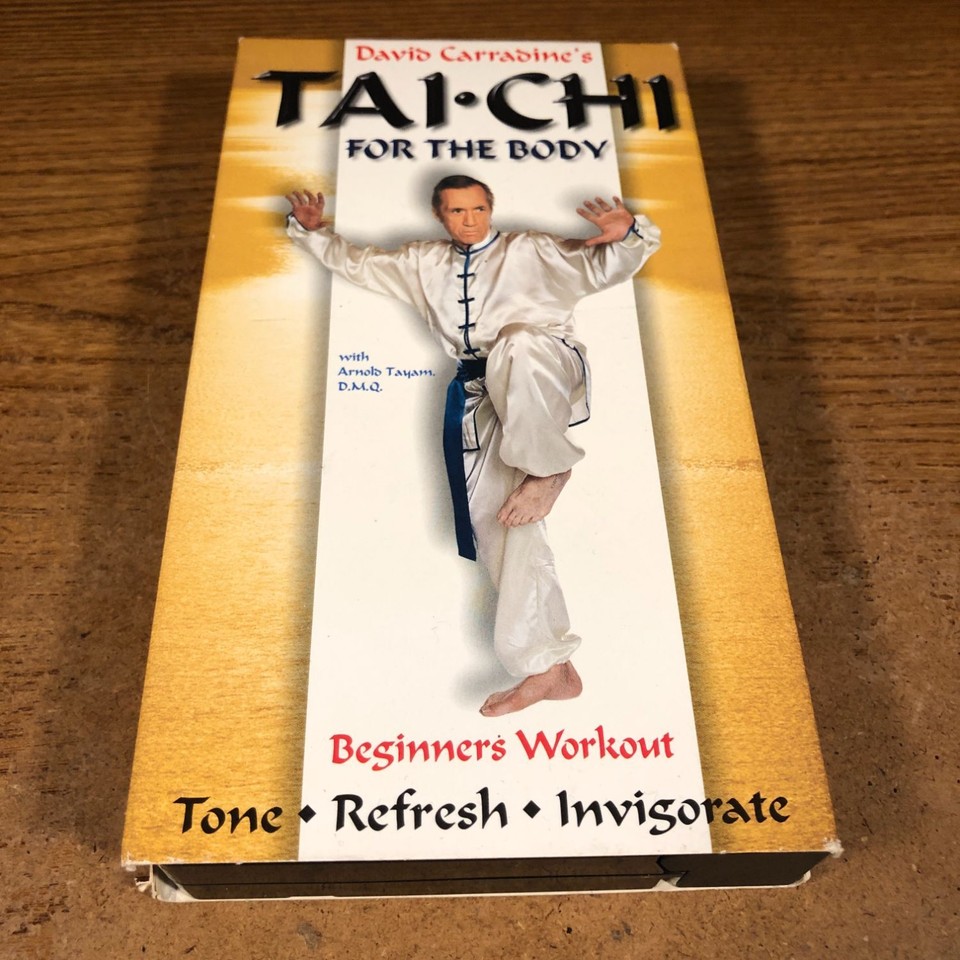 David Carradine's
TAI•CHI
FOR THE BODY
with
Arnold Tayam,
D.M.Q.
Beginners Workout
Tone • Refresh • Invigorate